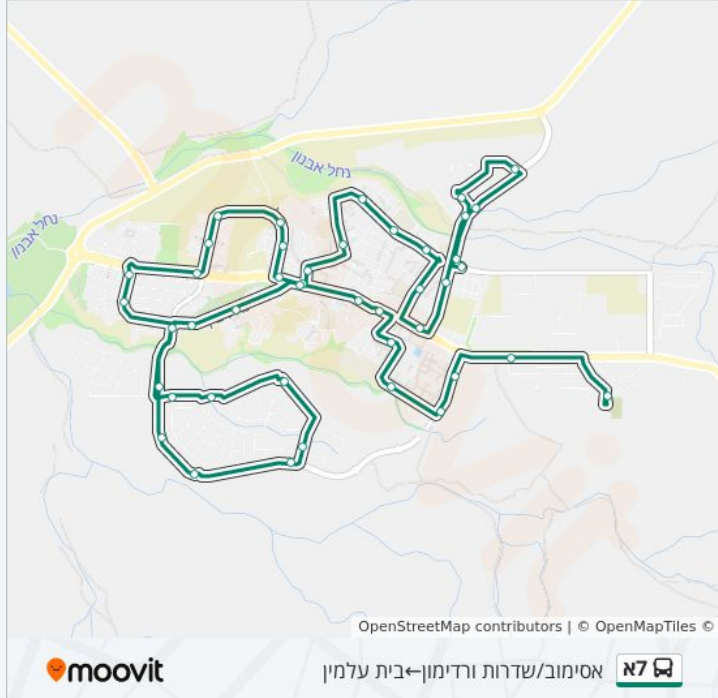 נחל אבנון
נחל אבנון
OpenStreetMap contributors | © OpenMapTiles ©
7א
אסימוב/שדרות ורדימון←בית עלמין
moovit